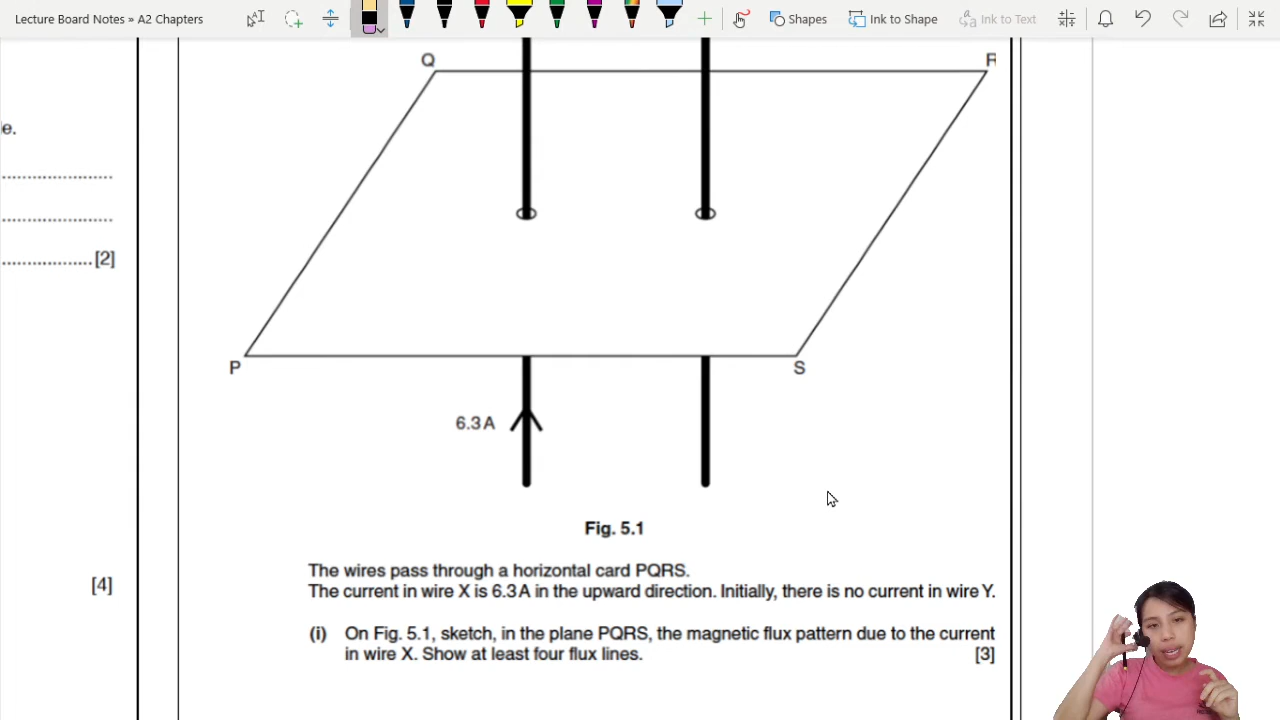 Lecture Board Notes » A2 Chapters
Shapes
Ink to Shape
Ink to Text
Q
R
e.
[2]
P
S
6.3 A
Fig. 5.1
The wires pass through a horizontal card PQRS.
The current in wire X is 6.3 A in the upward direction. Initially, there is no current in wire Y.
[4]
(i) On Fig. 5.1, sketch, in the plane PQRS, the magnetic flux pattern due to the current
in wire X. Show at least four flux lines. [3]